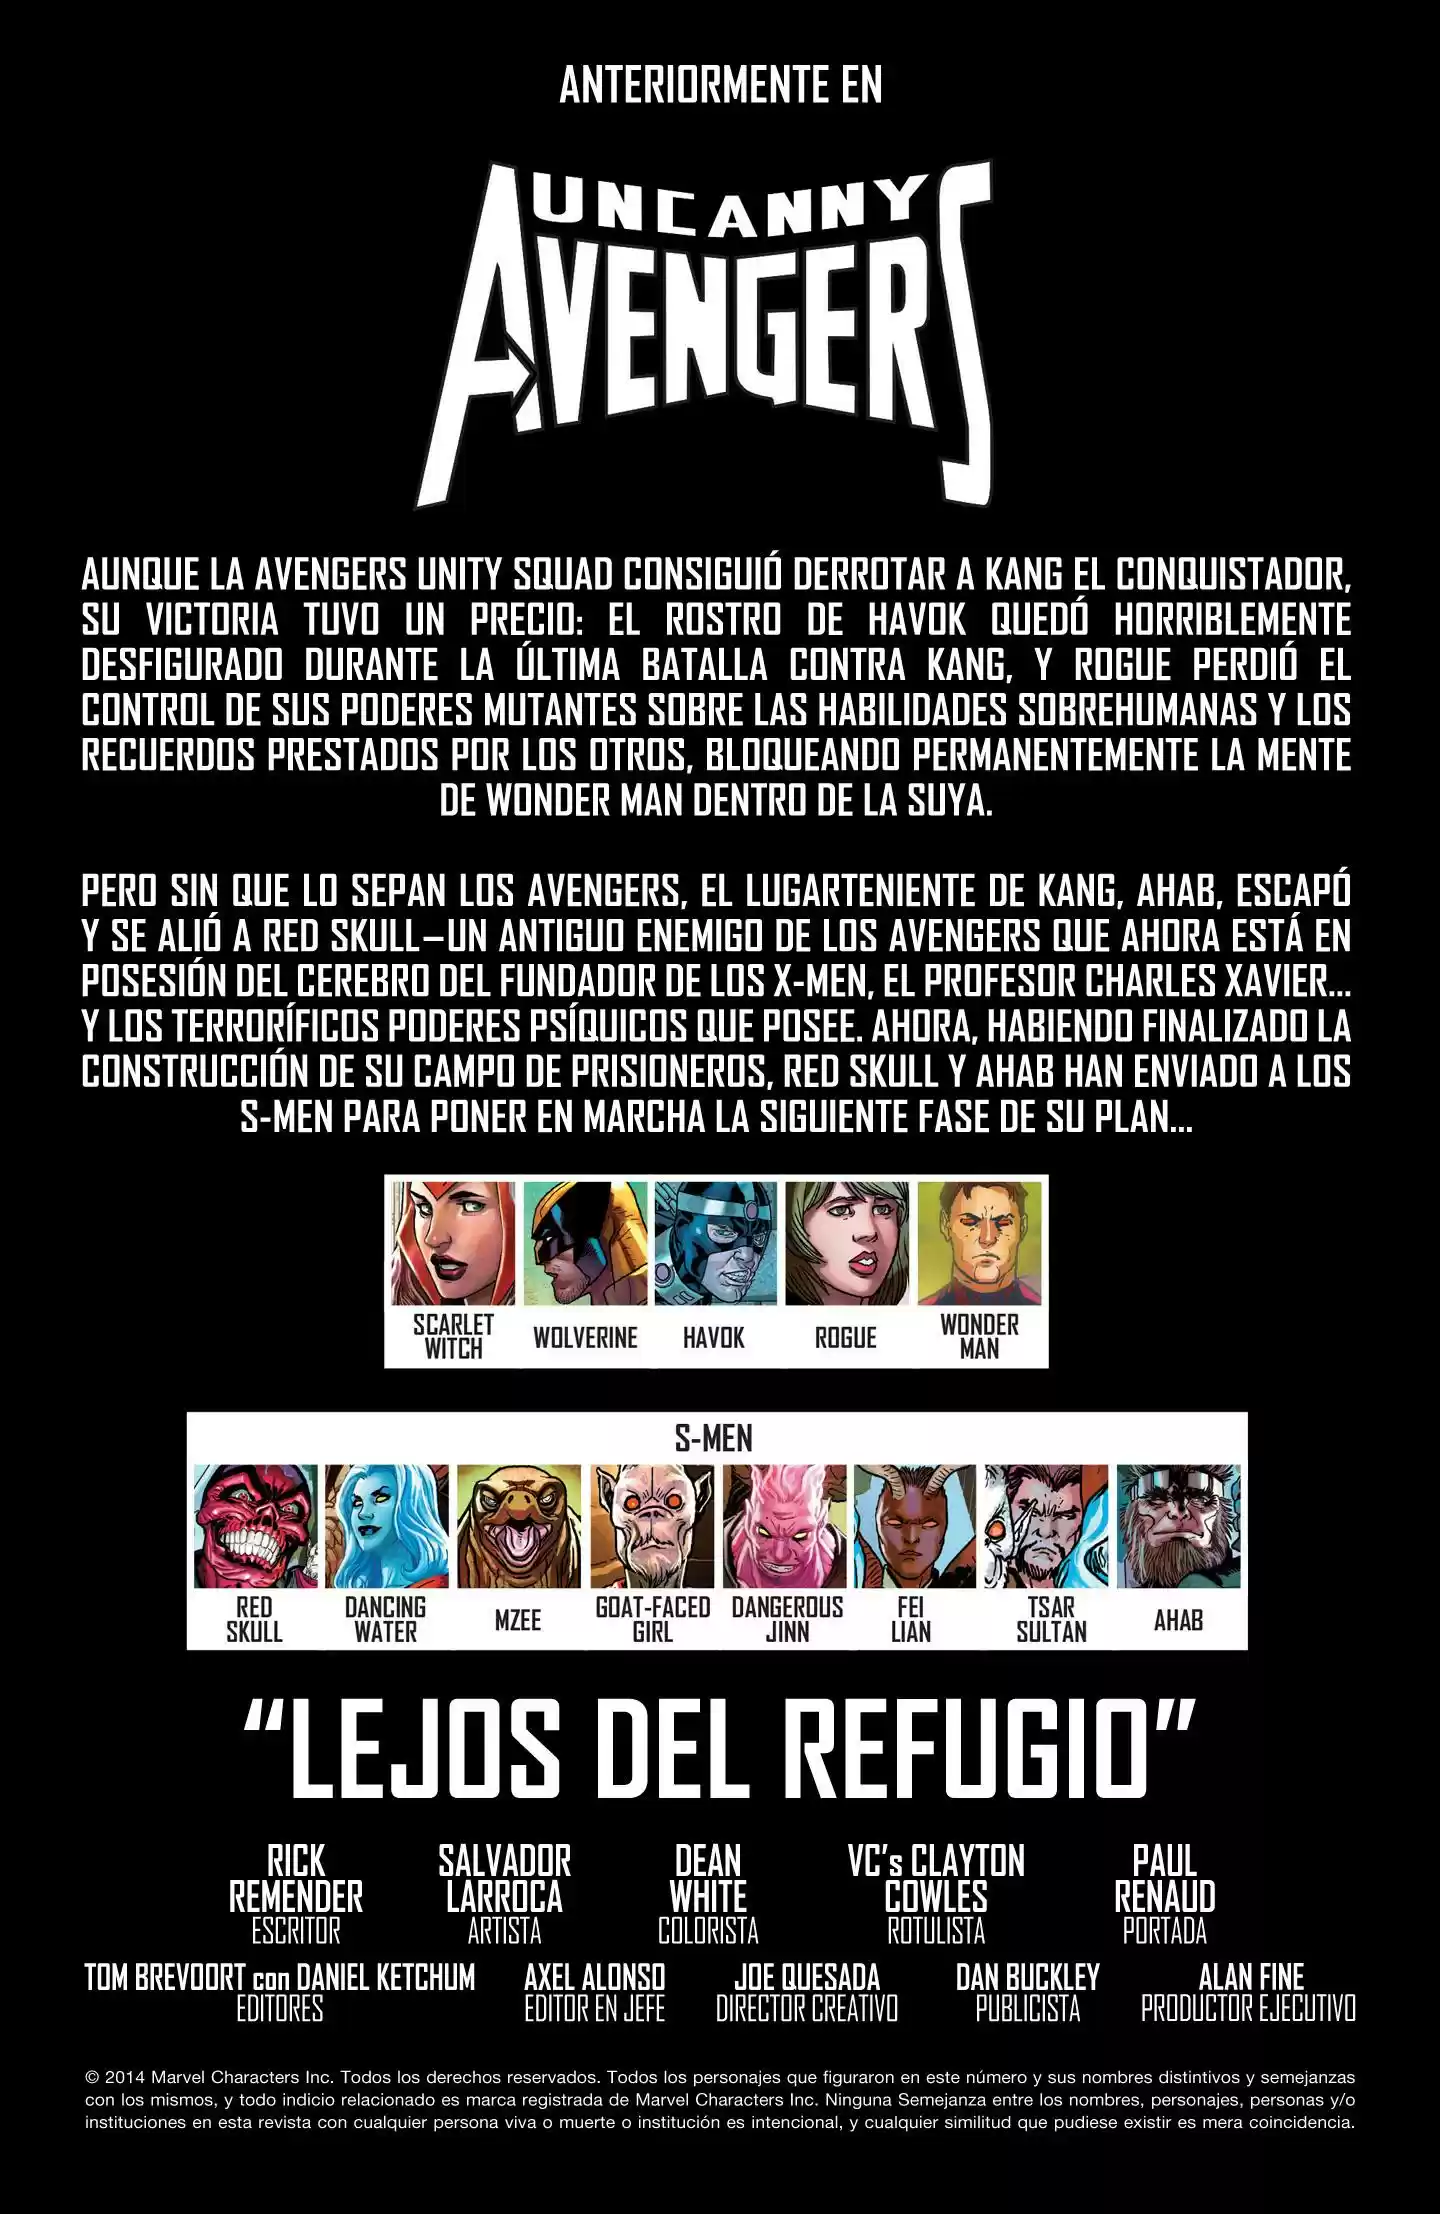 ANTERIORMENTE EN
UNCANNY
AVENGERS
AUNQUE LA AVENGERS UNITY SQUAD CONSIGUIÓ DERROTAR A KANG EL CONQUISTADOR,
SU VICTORIA TUVO UN PRECIO: EL ROSTRO DE HAVOK QUEDÓ HORRIBLEMENTE
DESFIGURADO DURANTE LA ÚLTIMA BATALLA CONTRA KANG, Y ROGUE PERDIÓ EL
CONTROL DE SUS PODERES MUTANTES SOBRE LAS HABILIDADES SOBREHUMANAS Y LOS
RECUERDOS PRESTADOS POR LOS OTROS, BLOQUEANDO PERMANENTEMENTE LA MENTE
DE WONDER MAN DENTRO DE LA SUYA.
PERO SIN QUE LO SEPAN LOS AVENGERS, EL LUGARTENIENTE DE KANG, AHAB, ESCAPÓ
Y SE ALIÓ A RED SKULL—UN ANTIGUO ENEMIGO DE LOS AVENGERS QUE AHORA ESTÁ EN
POSESIÓN DEL CEREBRO DEL FUNDADOR DE LOS X-MEN, EL PROFESOR CHARLES XAVIER...
Y LOS TERRORÍFICOS PODERES PSÍQUICOS QUE POSEE. AHORA, HABIENDO FINALIZADO LA
CONSTRUCCIÓN DE SU CAMPO DE PRISIONEROS, RED SKULL Y AHAB HAN ENVIADO A LOS
S-MEN PARA PONER EN MARCHA LA SIGUIENTE FASE DE SU PLAN...
SCARLET WITCH
WOLVERINE
HAVOK
ROGUE
WONDER MAN
S-MEN
RED SKULL
DANCING WATER
MZEE
GOAT-FACED GIRL
DANGEROUS JINN
FEI LIAN
TSAR SULTAN
AHAB
“LEJOS DEL REFUGIO”
RICK REMENDER
ESCRITOR
SALVADOR LARROCA
ARTISTA
DEAN WHITE
COLORISTA
VC's CLAYTON COWLES
ROTULISTA
PAUL RENAUD
PORTADA
TOM BREVOORT con DANIEL KETCHUM
EDITORES
AXEL ALONSO
EDITOR EN JEFE
JOE QUESADA
DIRECTOR CREATIVO
DAN BUCKLEY
PUBLICISTA
ALAN FINE
PRODUCTOR EJECUTIVO
© 2014 Marvel Characters Inc. Todos los derechos reservados. Todos los personajes que figuraron en este número y sus nombres distintivos y semejanzas
con los mismos, y todo indicio relacionado es marca registrada de Marvel Characters Inc. Ninguna Semejanza entre los nombres, personajes, personas y/o
instituciones en esta revista con cualquier persona viva o muerte o institución es intencional, y cualquier similitud que pudiese existir es mera coincidencia.